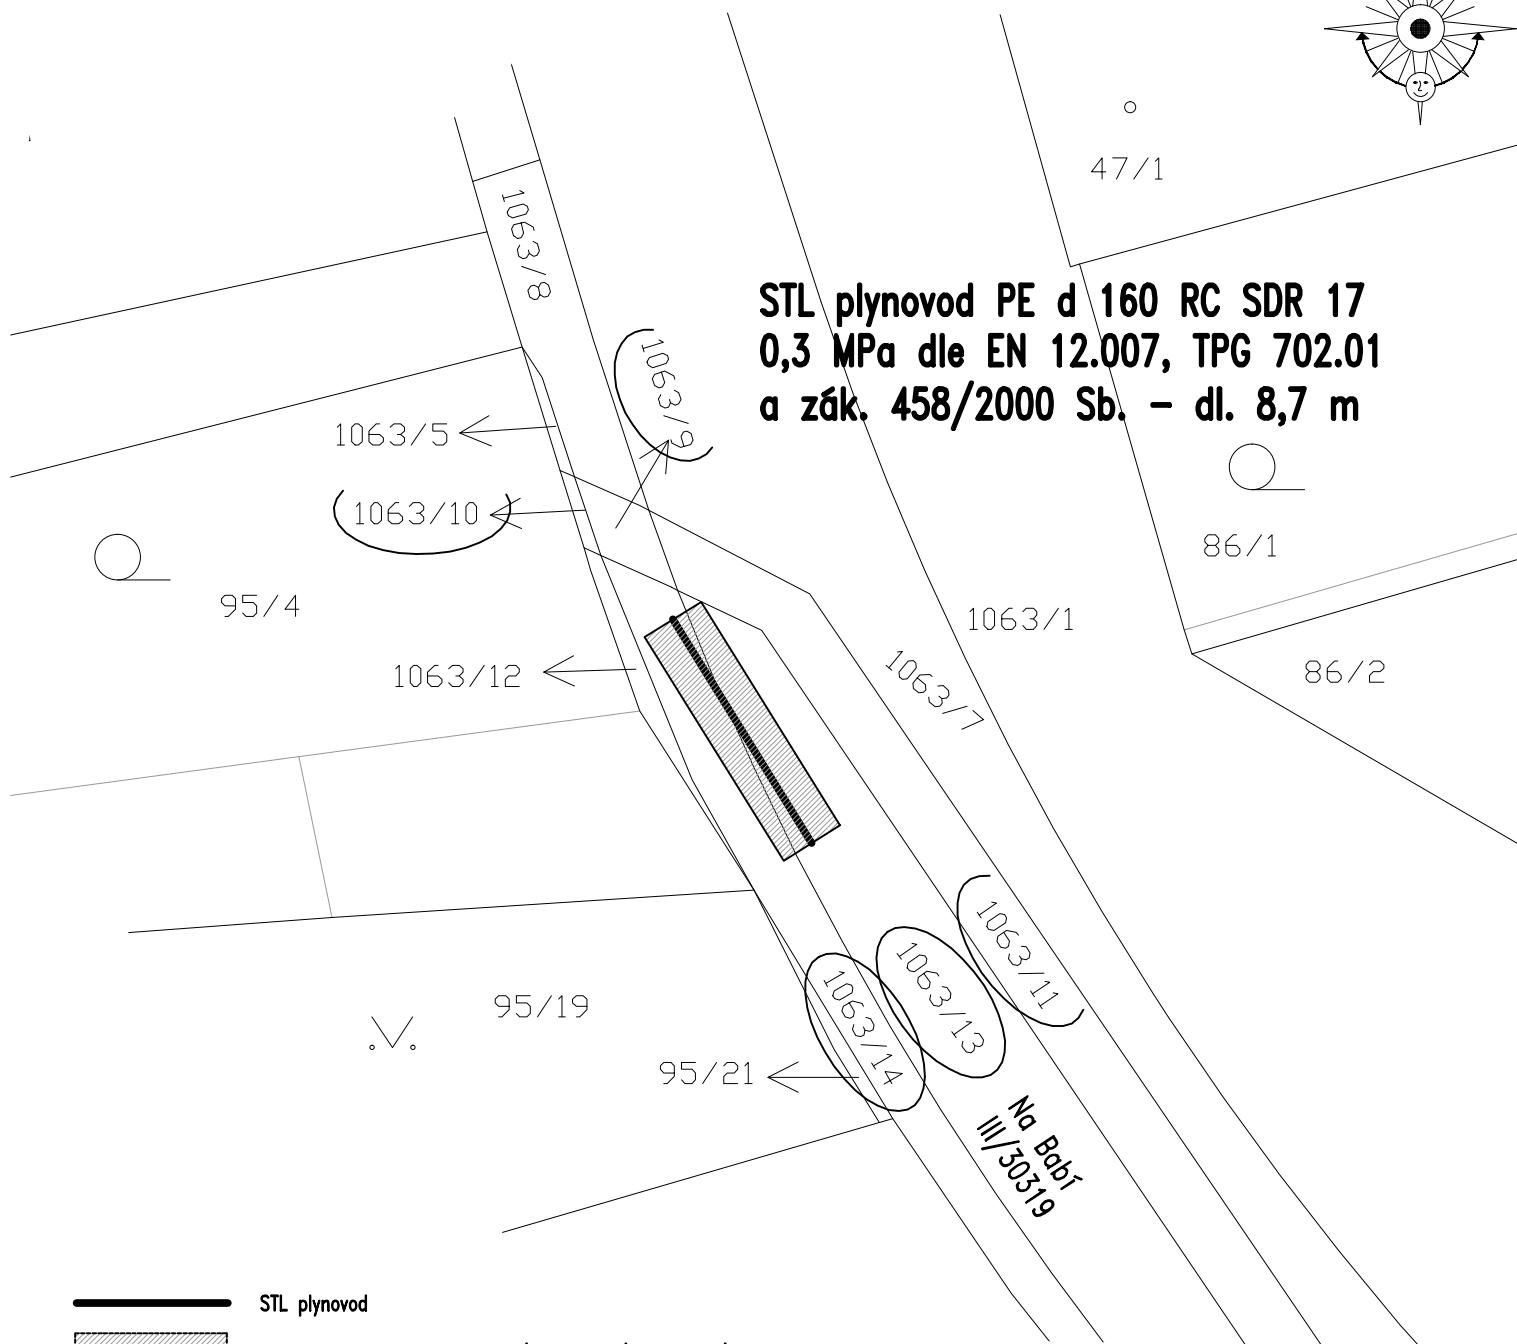 47/1
1063/8
STL plynovod PE d 160 RC SDR 17
0,3 MPa dle EN 12.007, TPG 702.01
a zák. 458/2000 Sb. – dl. 8,7 m
1063/9
1063/5
1063/10
86/1
95/4
1063/1
1063/12
1063/7
86/2
1063/11
1063/13
1063/14
95/19
95/21
Na Babí
III/30319
STL plynovod